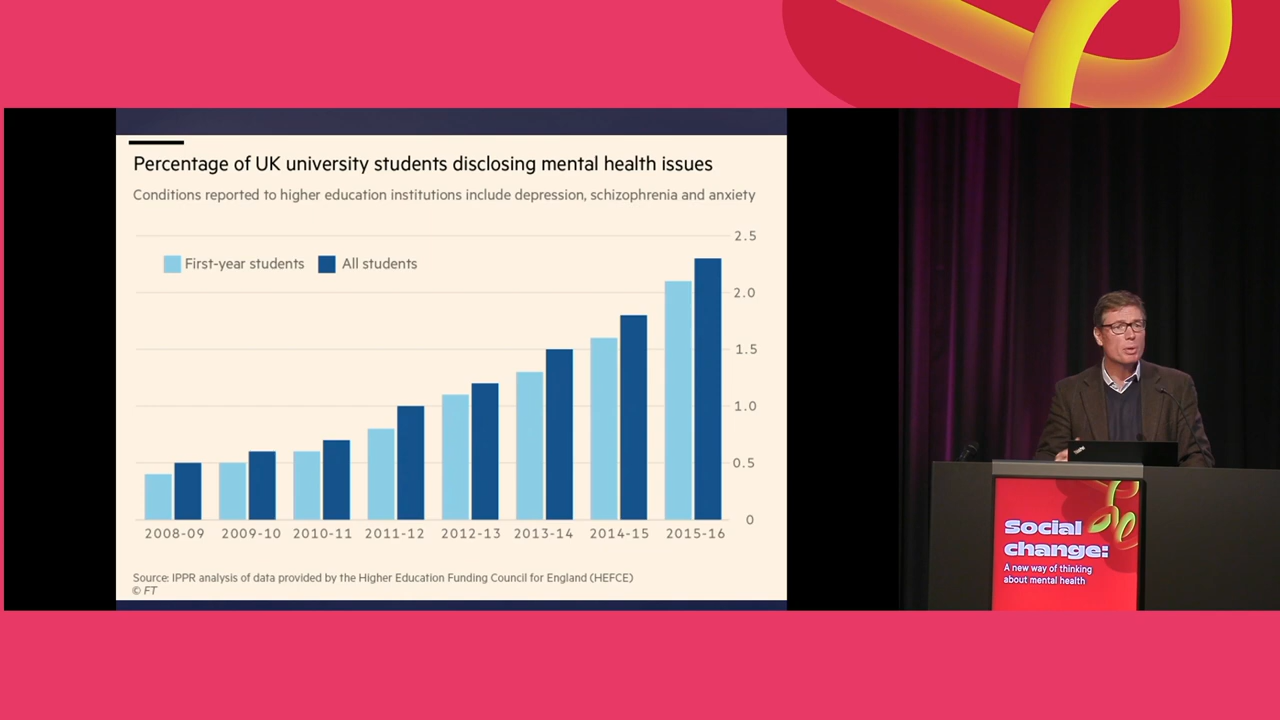 Percentage of UK university students disclosing mental health issues
Conditions reported to higher education institutions include depression, schizophrenia and anxiety
2.5
First-year students All students
2.0
1.5
1.0
0.5
0
2008-09 2009-10 2010-11 2011-12 2012-13 2013-14 2014-15 2015-16
Source: IPPR analysis of data provided by the Higher Education Funding Council for England (HEFCE)
© FT
Social
change:
A new way of thinking
about mental health